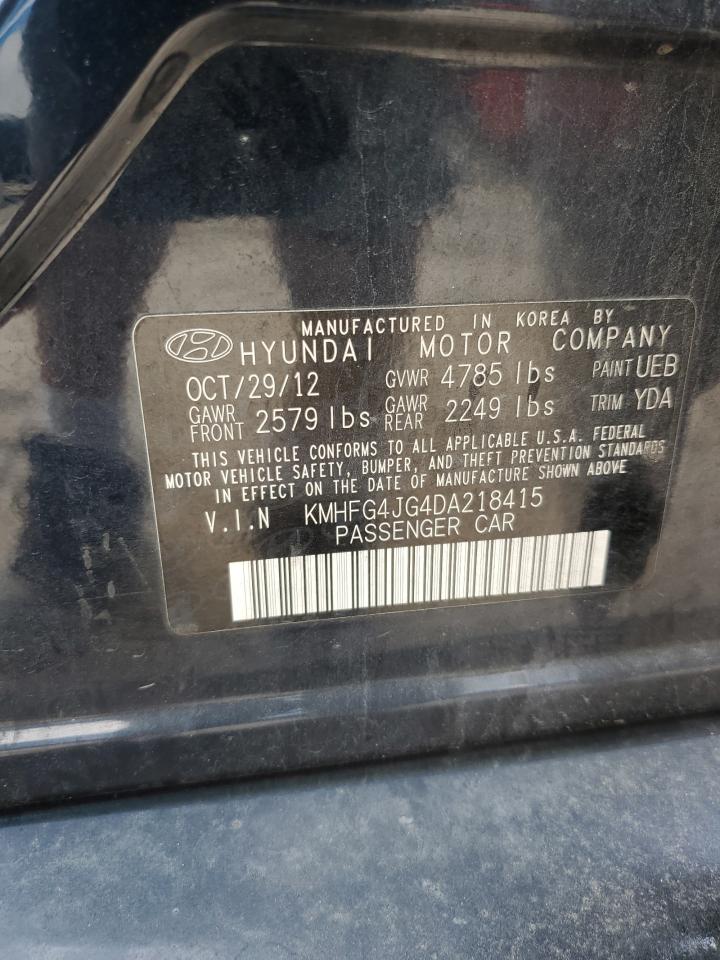 MANUFACTURED IN KOREA BY
HYUNDAI MOTOR COMPANY
OCT/29/12 GVWR 4785 lbs PAINT UEB
GAWR FRONT 2579 lbs GAWR REAR 2249 lbs TRIM YDA
THIS VEHICLE CONFORMS TO ALL APPLICABLE U.S.A. FEDERAL
MOTOR VEHICLE SAFETY, BUMPER, AND THEFT PREVENTION STANDARDS
IN EFFECT ON THE DATE OF MANUFACTURE SHOWN ABOVE
V.I.N KMHFG4JG4DA218415
PASSENGER CAR